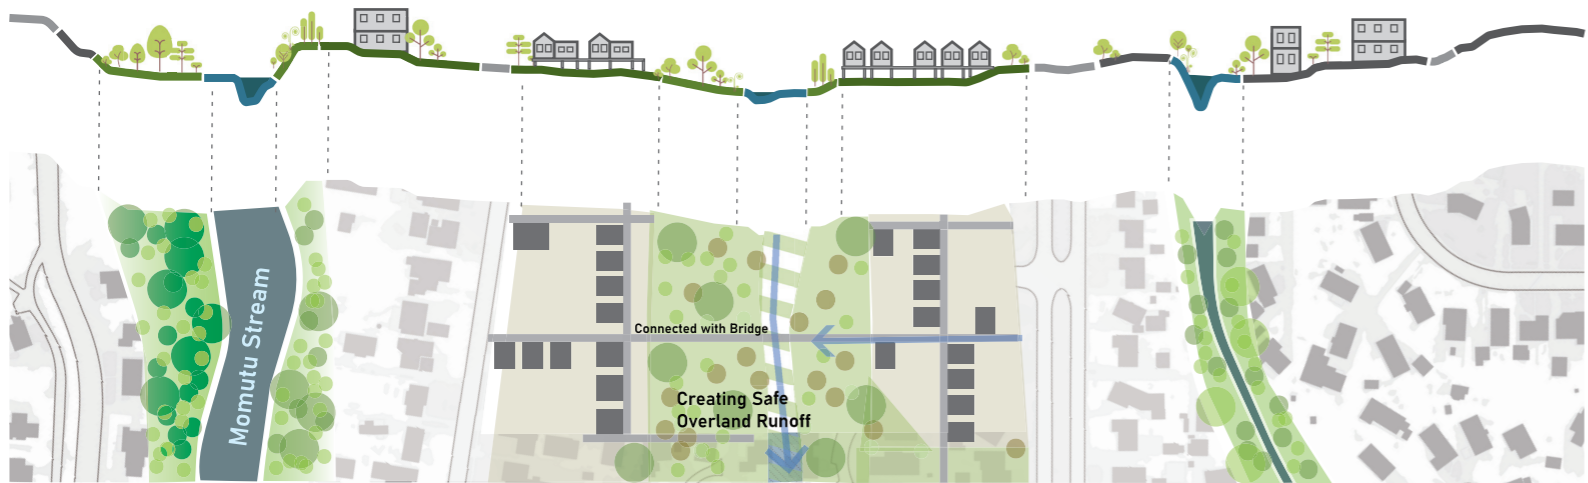 Connected with Bridge
Creating Safe
Overland Runoff
Momutu Stream